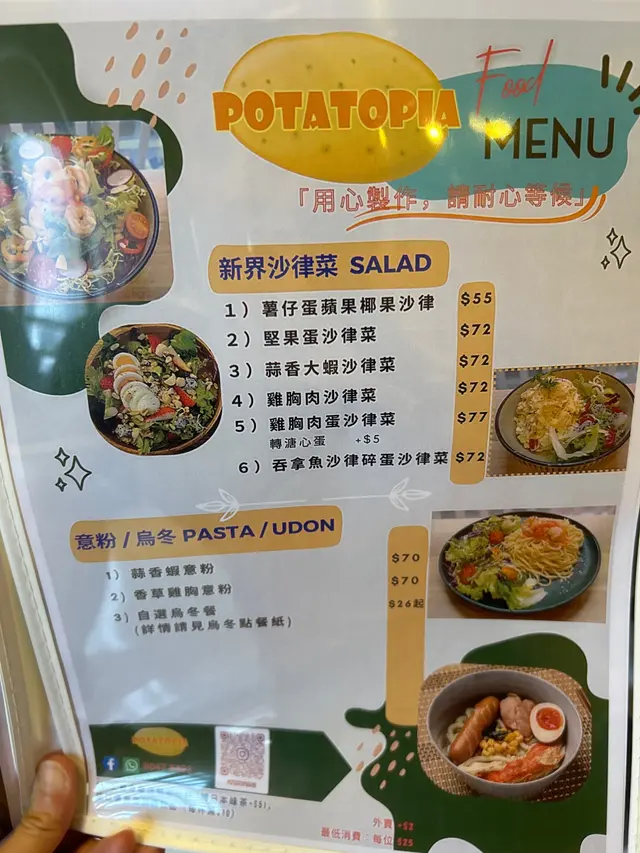 POTATOPIA
Food
MENU
「用心製作，請耐心等候」
新界沙律菜 SALAD
1) 薯仔蛋蘋果椰果沙律 $55
2) 堅果蛋沙律菜 $72
3) 蒜香大蝦沙律菜 $72
4) 雞胸肉沙律菜 $72
5) 雞胸肉蛋沙律菜 $77
轉溏心蛋 +$5
6) 吞拿魚沙律碎蛋沙律菜 $72
意粉 / 烏冬 PASTA / UDON
1) 蒜香蝦意粉 $70
2) 香草雞胸意粉 $70
3) 自選烏冬餐 $26起
(詳情請見烏冬點餐紙)
POTATOPIA
日本綠茶
外賣 +$2
最低消費：每位 $25